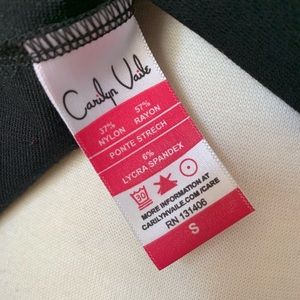 Carilyn Vaile
37% 57%
NYLON RAYON
PONTE STRECH
6%
LYCRA SPANDEX
30
MORE INFORMATION AT
CARILYNVAILE.COM/CARE
RN 131406
S